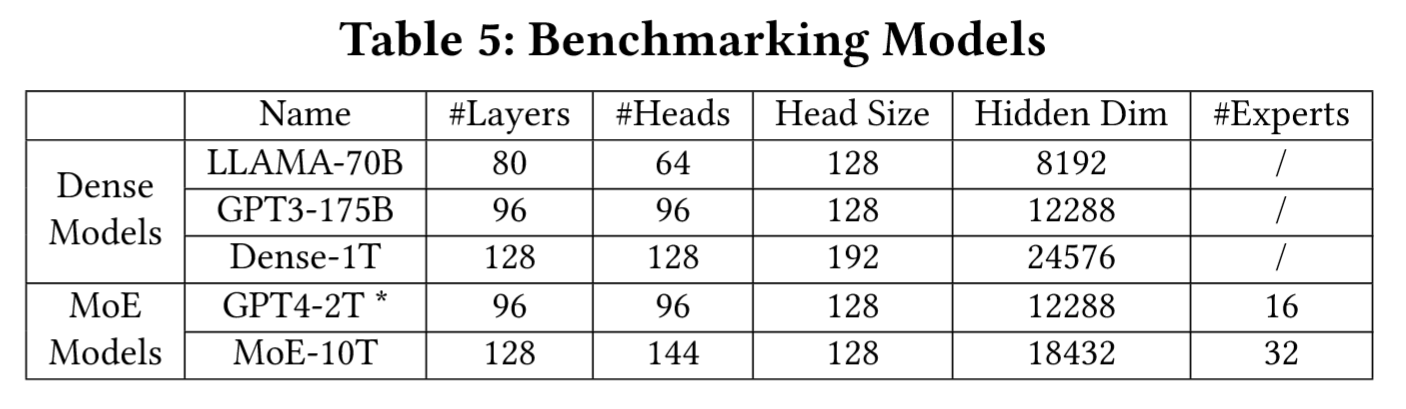 Table 5: Benchmarking Models
Name #Layers #Heads Head Size Hidden Dim #Experts
Dense Models
LLAMA-70B 80 64 128 8192 /
GPT3-175B 96 96 128 12288 /
Dense-1T 128 128 192 24576 /
MoE Models
GPT4-2T * 96 96 128 12288 16
MoE-10T 128 144 128 18432 32